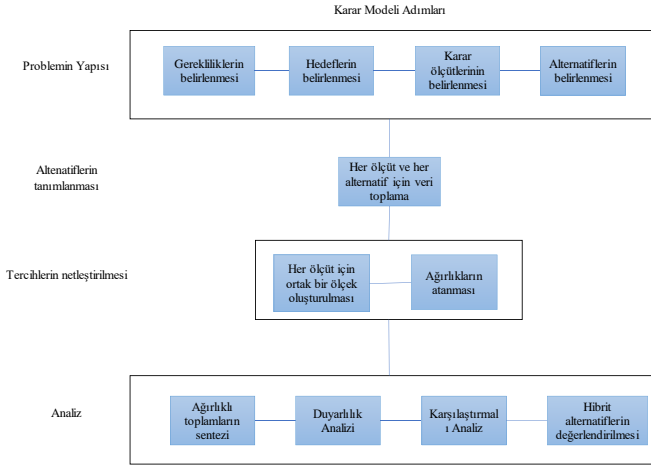 Karar Modeli Adımları
Problemin Yapısı
Gerekliliklerin
belirlenmesi
Hedeflerin
belirlenmesi
Karar
ölçütlerinin
belirlenmesi
Alternatiflerin
belirlenmesi
Altenatiflerin
tanımlanması
Her ölçüt ve her
alternatif için veri
toplama
Tercihlerin netleştirilmesi
Her ölçüt için
ortak bir ölçek
oluşturulması
Ağırlıkların
atanması
Analiz
Ağırlıklı
toplamların
sentezi
Duyarlılık
Analizi
Karşılaştırmal
ı Analiz
Hibrit
alternatiflerin
değerlendirilmesi